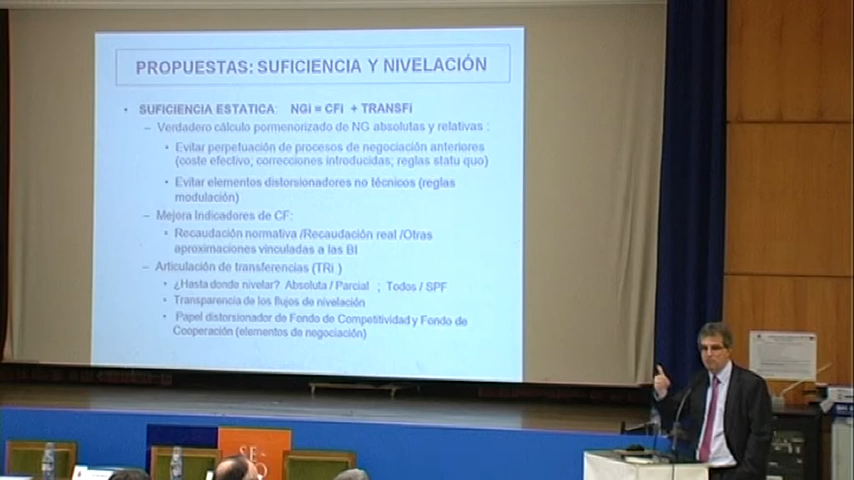 PROPUESTAS: SUFICIENCIA Y NIVELACIÓN
• SUFICIENCIA ESTATICA: NGi = CFi + TRANSFi
– Verdadero cálculo pormenorizado de NG absolutas y relativas :
• Evitar perpetuación de procesos de negociación anteriores
(coste efectivo; correcciones introducidas; reglas statu quo)
• Evitar elementos distorsionadores no técnicos (reglas
modulación)
– Mejora Indicadores de CF:
• Recaudación normativa /Recaudación real /Otras
aproximaciones vinculadas a las BI
– Articulación de transferencias (TRi )
• ¿Hasta donde nivelar? Absoluta / Parcial ; Todos / SPF
• Transparencia de los flujos de nivelación
• Papel distorsionador de Fondo de Competitividad y Fondo de
Cooperación (elementos de negociación)
SE